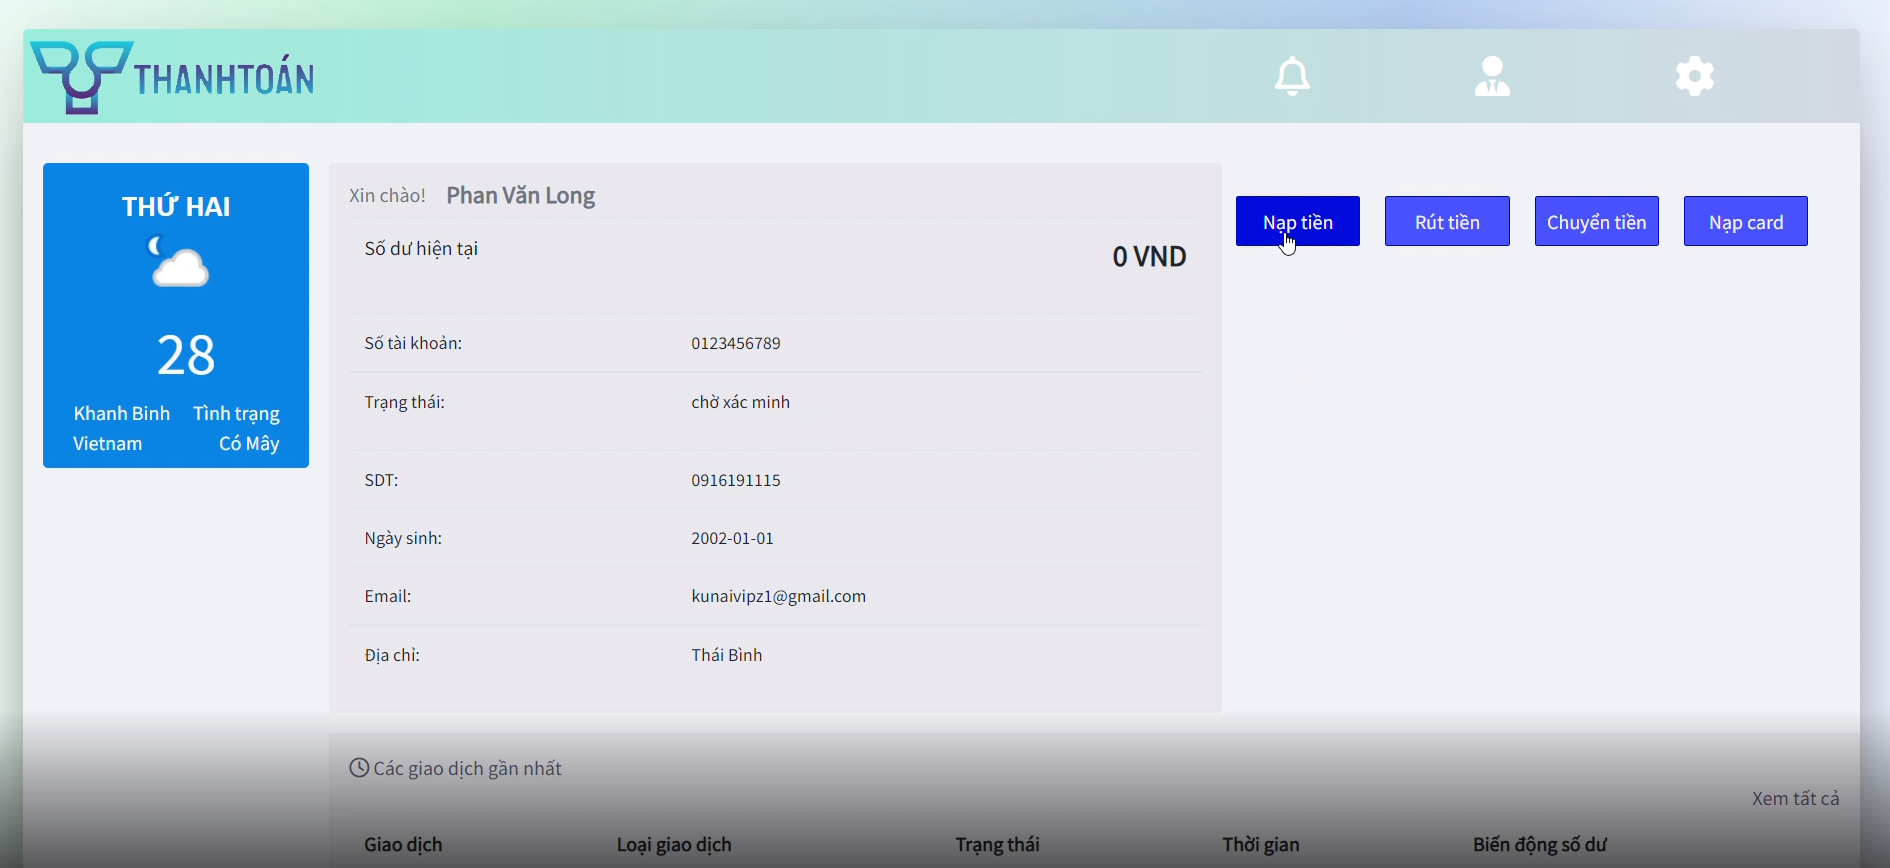 THANHTOÁN
THỨ HAI
28
Khanh Binh Tình trạng
Vietnam Có Mây
Xin chào! Phan Văn Long
Số dư hiện tại 0 VND
Số tài khoản: 0123456789
Trạng thái: chờ xác minh
SDT: 0916191115
Ngày sinh: 2002-01-01
Email: kunaivipz1@gmail.com
Địa chỉ: Thái Bình
Nạp tiền Rút tiền Chuyển tiền Nạp card
Các giao dịch gần nhất
Xem tất cả
Giao dịch Loại giao dịch Trạng thái Thời gian Biến động số dư